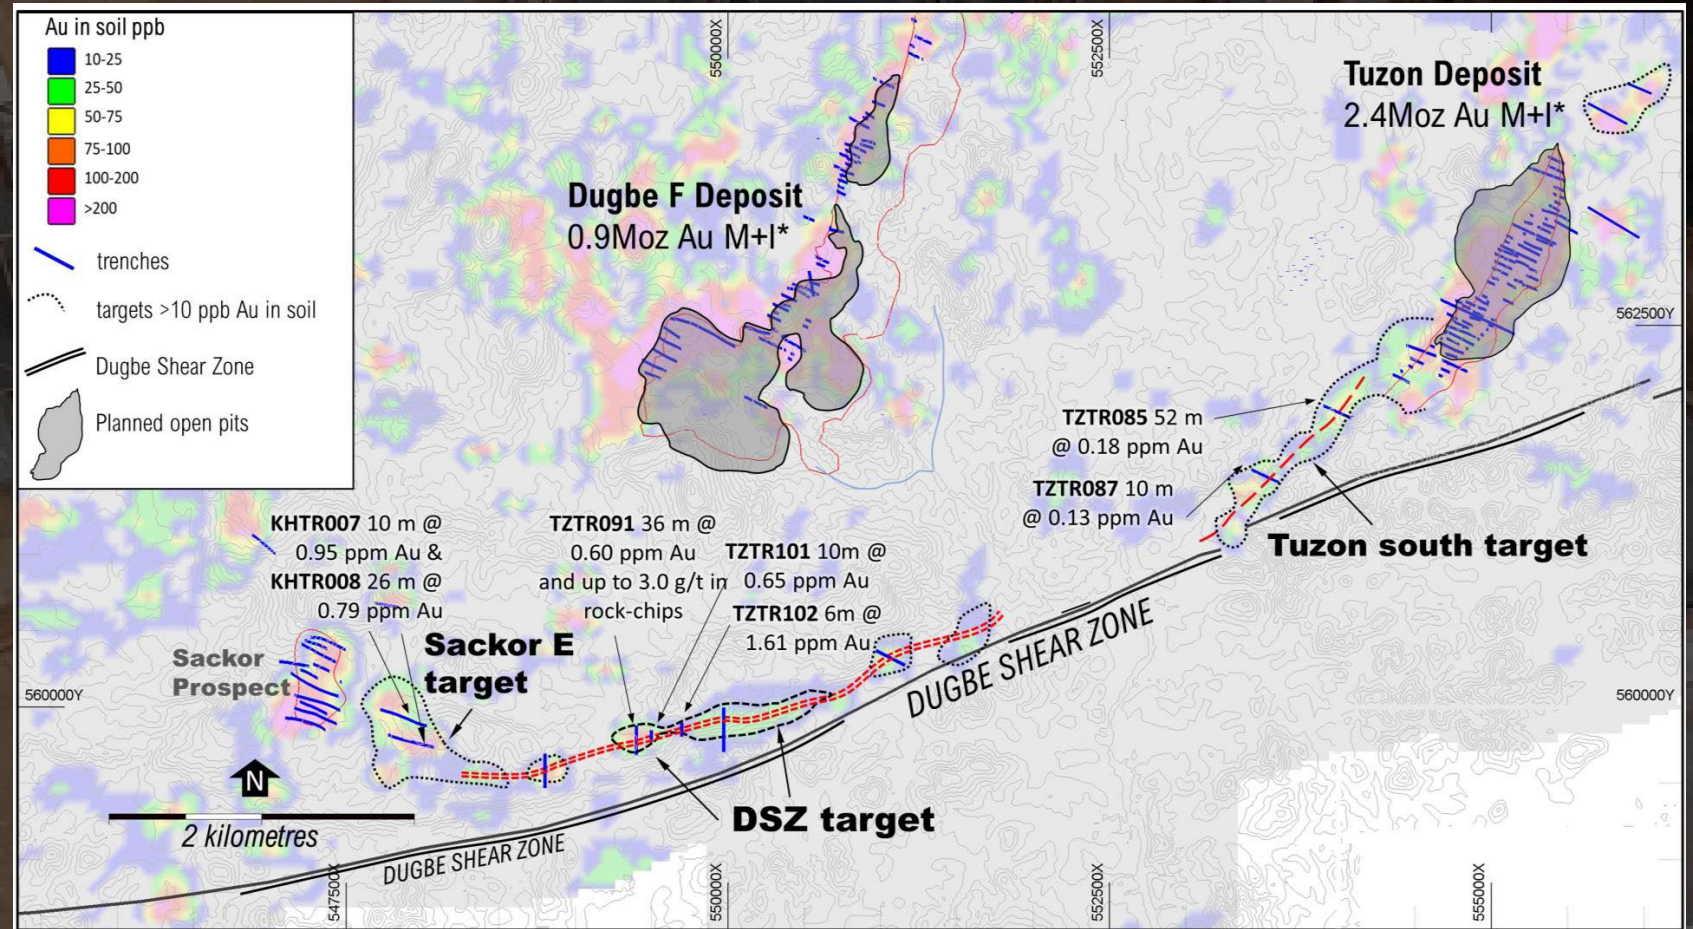 Au in soil ppb
10-25
25-50
50-75
75-100
100-200
>200
trenches
targets >10 ppb Au in soil
Dugbe Shear Zone
Planned open pits
550000X
552500X
Dugbe F Deposit
0.9Moz Au M+I*
Tuzon Deposit
2.4Moz Au M+I*
562500Y
TZTR085 52 m
@ 0.18 ppm Au
TZTR087 10 m
@ 0.13 ppm Au
Tuzon south target
KHTR007 10 m @
0.95 ppm Au &
KHTR008 26 m @
0.79 ppm Au
TZTR091 36 m @
0.60 ppm Au
and up to 3.0 g/t in
rock-chips
TZTR101 10m @
0.65 ppm Au
TZTR102 6m @
1.61 ppm Au
Sackor E
target
Sackor
Prospect
560000Y
560000Y
DUGBE SHEAR ZONE
N
2 kilometres
DSZ target
DUGBE SHEAR ZONE
547500X
550000X
552500X
555000X